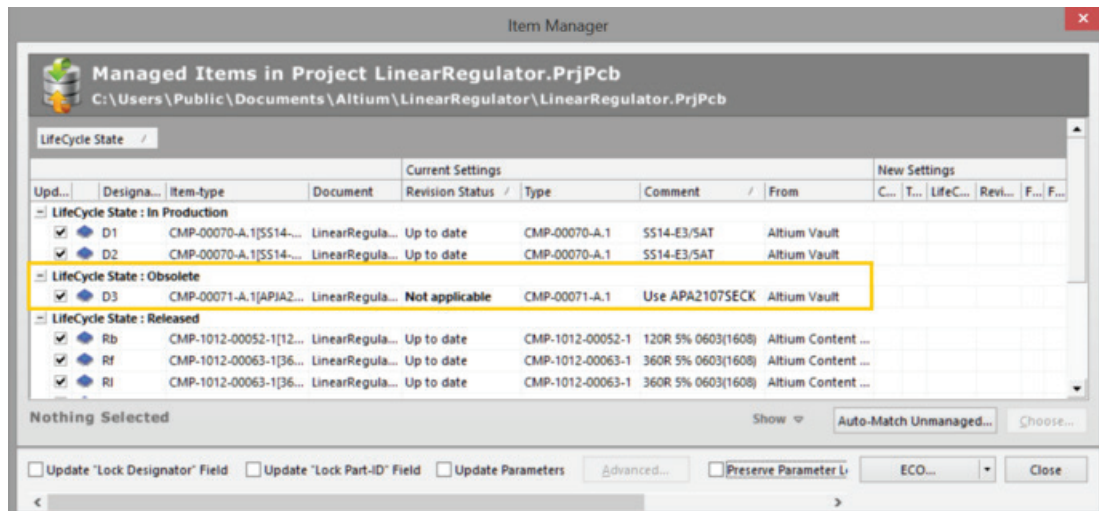 Item Manager
Managed Items in Project LinearRegulator.PrjPcb
C:\Users\Public\Documents\Altium\LinearRegulator\LinearRegulator.PrjPcb
LifeCycle State
Current Settings New Settings
Upd... Designa... Item-type Document Revision Status Type Comment From C... T... LifeC... Revi... F... F...
LifeCycle State : In Production
D1 CMP-00070-A.1[SS14-... LinearRegula... Up to date CMP-00070-A.1 SS14-E3/5AT Altium Vault
D2 CMP-00070-A.1[SS14-... LinearRegula... Up to date CMP-00070-A.1 SS14-E3/5AT Altium Vault
LifeCycle State : Obsolete
D3 CMP-00071-A.1[APJA2... LinearRegula... Not applicable CMP-00071-A.1 Use APA2107SECK Altium Vault
LifeCycle State : Released
Rb CMP-1012-00052-1[12... LinearRegula... Up to date CMP-1012-00052-1 120R 5% 0603(1608) Altium Content ...
Rf CMP-1012-00063-1[36... LinearRegula... Up to date CMP-1012-00063-1 360R 5% 0603(1608) Altium Content ...
Rl CMP-1012-00063-1[36... LinearRegula... Up to date CMP-1012-00063-1 360R 5% 0603(1608) Altium Content ...
Nothing Selected Show Auto-Match Unmanaged... Choose...
Update "Lock Designator" Field Update "Lock Part-ID" Field Update Parameters Advanced... Preserve Parameter ECO... Close